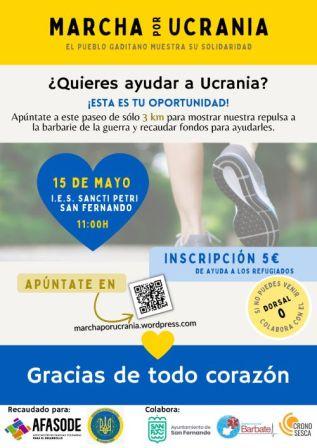 MARCHA POR UCRANIA
EL PUEBLO GADITANO MUESTRA SU SOLIDARIDAD
¿Quieres ayudar a Ucrania?
¡ESTA ES TU OPORTUNIDAD!
Apúntate a este paseo de sólo 3 km para mostrar nuestra repulsa a
la barbarie de la guerra y recaudar fondos para ayudarles.
15 DE MAYO
I.E.S. SANCTI PETRI
SAN FERNANDO
11:00H
INSCRIPCIÓN 5€
DE AYUDA A LOS REFUGIADOS
APÚNTATE EN
marchaporucrania.wordpress.com
SI NO PUEDES VENIR
DORSAL
0
COLABORA CON EL
Gracias de todo corazón
Recaudado para:
Colabora:
AFASODE
SAN
FDO
Ayuntamiento de
San Fernando
Barbate
CRONO
SESCA